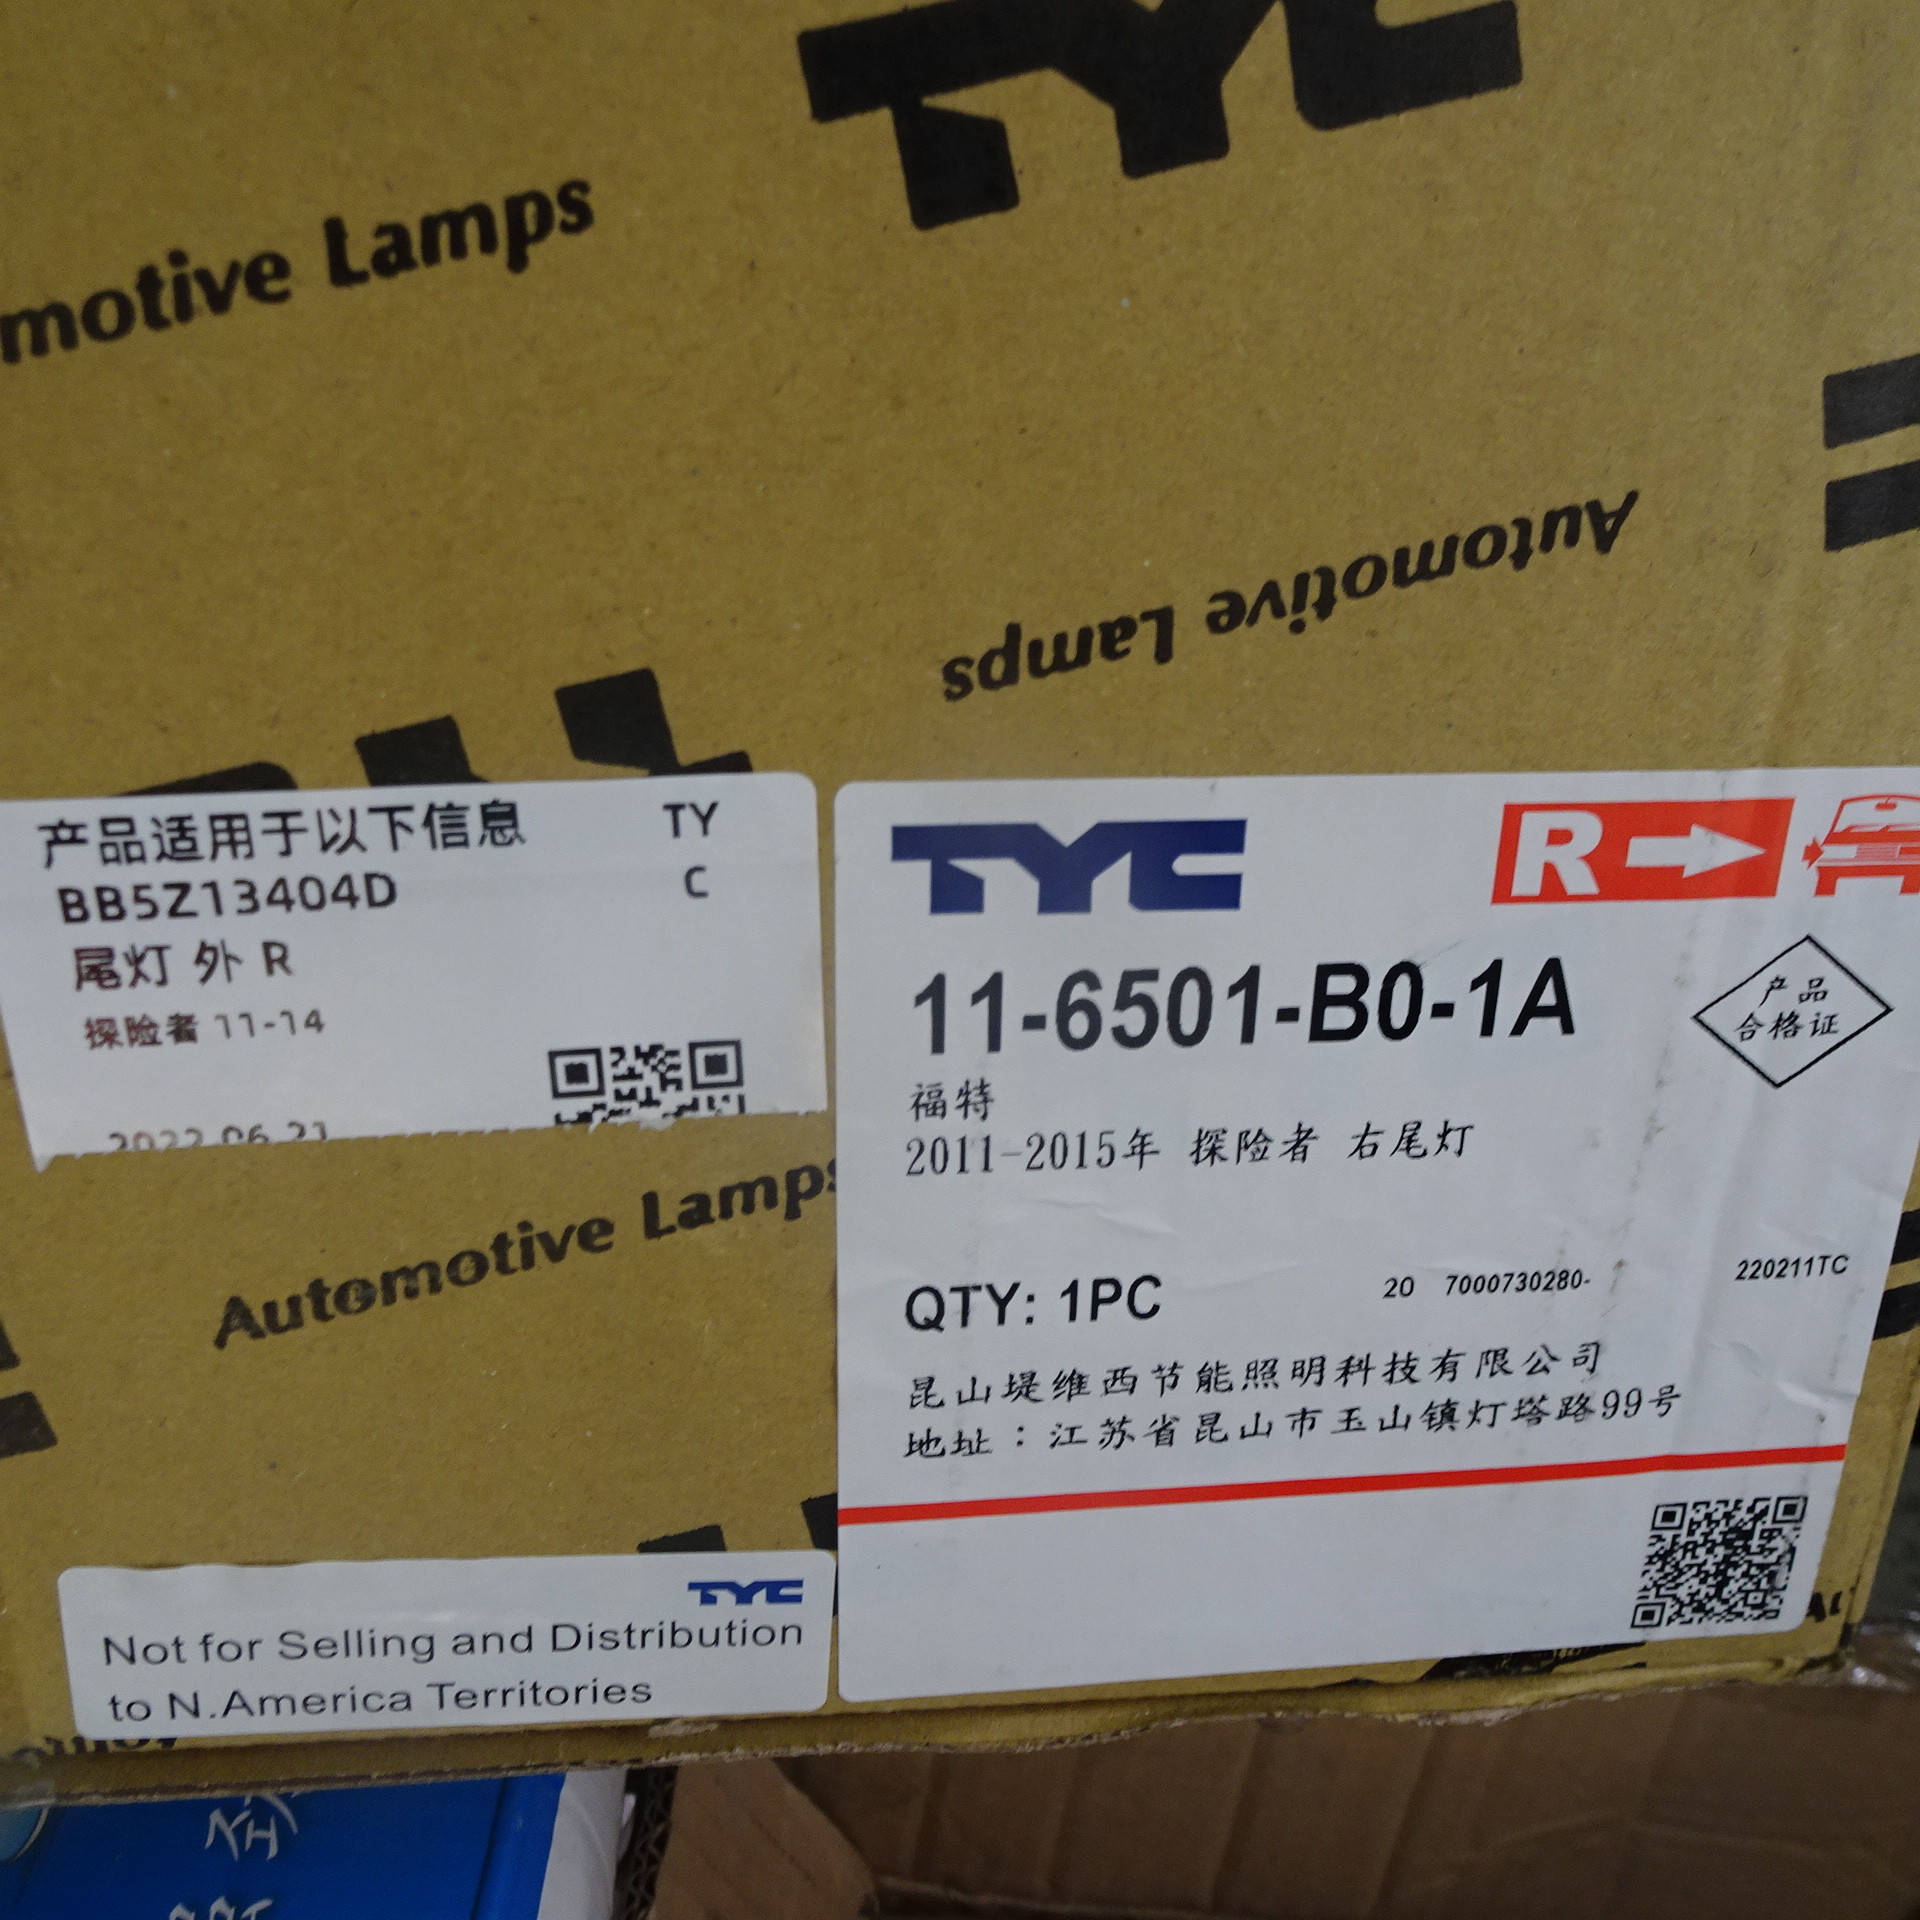 TYC
motive Lamps
Automotive Lamps
产品适用于以下信息
TY
C
BB5Z13404D
尾灯 外 R
探险者 11-14
2022.06.21
Automotive Lamps
TYC
Not for Selling and Distribution
to N.America Territories
TYC
R
11-6501-B0-1A
产品
合格证
福特
2011-2015年 探险者 右尾灯
QTY: 1PC
20 7000730280-
220211TC
昆山堤维西节能照明科技有限公司
地址：江苏省昆山市玉山镇灯塔路99号